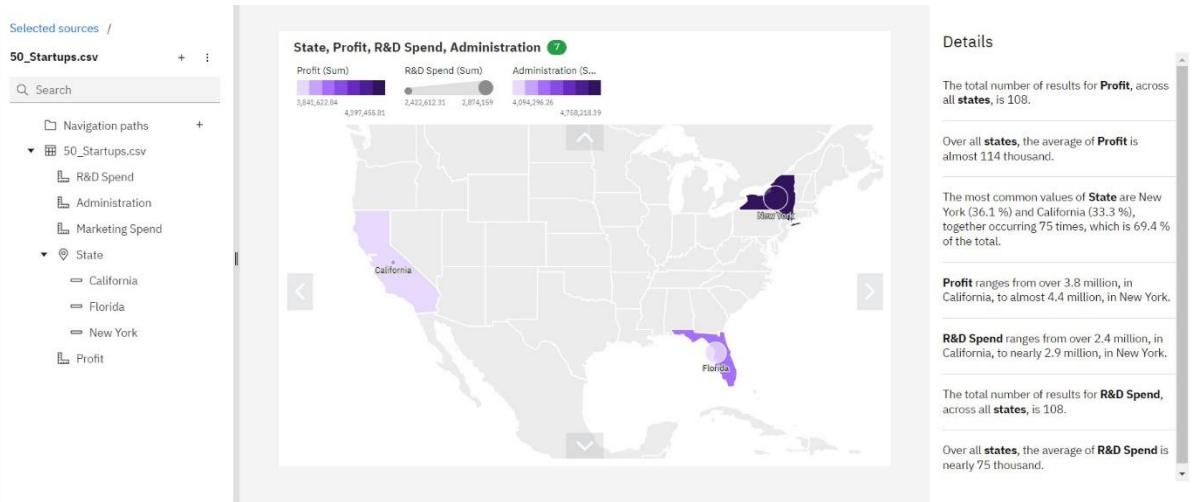 Selected sources /
50_Startups.csv + ⋮
Search
Navigation paths +
50_Startups.csv
R&D Spend
Administration
Marketing Spend
State
California
Florida
New York
Profit
State, Profit, R&D Spend, Administration 7
Profit (Sum)
3,841,622.84
4,397,455.81
R&D Spend (Sum)
2,422,612.31 2,874,159
Administration (S...
4,094,296.26
4,758,218.39
New York
California
Florida
Details
The total number of results for Profit, across
all states, is 108.
Over all states, the average of Profit is
almost 114 thousand.
The most common values of State are New
York (36.1 %) and California (33.3 %),
together occurring 75 times, which is 69.4 %
of the total.
Profit ranges from over 3.8 million, in
California, to almost 4.4 million, in New York.
R&D Spend ranges from over 2.4 million, in
California, to nearly 2.9 million, in New York.
The total number of results for R&D Spend,
across all states, is 108.
Over all states, the average of R&D Spend is
nearly 75 thousand.